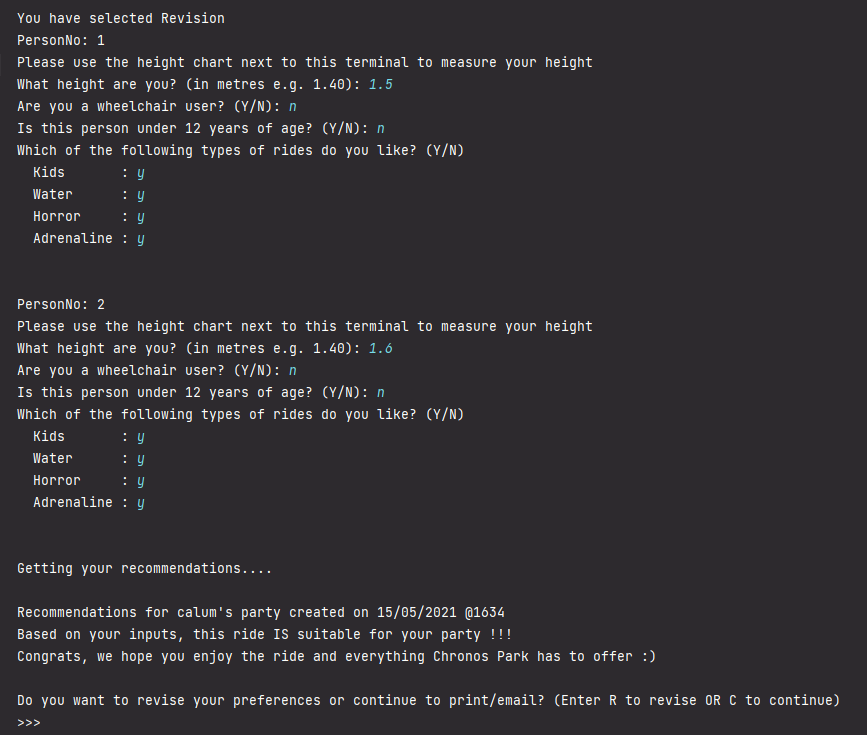 You have selected Revision
PersonNo: 1
Please use the height chart next to this terminal to measure your height
What height are you? (in metres e.g. 1.40): 1.5
Are you a wheelchair user? (Y/N): n
Is this person under 12 years of age? (Y/N): n
Which of the following types of rides do you like? (Y/N)
  Kids       : y
  Water      : y
  Horror     : y
  Adrenaline : y
PersonNo: 2
Please use the height chart next to this terminal to measure your height
What height are you? (in metres e.g. 1.40): 1.6
Are you a wheelchair user? (Y/N): n
Is this person under 12 years of age? (Y/N): n
Which of the following types of rides do you like? (Y/N)
  Kids       : y
  Water      : y
  Horror     : y
  Adrenaline : y
Getting your recommendations....
Recommendations for calum's party created on 15/05/2021 @1634
Based on your inputs, this ride IS suitable for your party !!!
Congrats, we hope you enjoy the ride and everything Chronos Park has to offer :)
Do you want to revise your preferences or continue to print/email? (Enter R to revise OR C to continue)
>>>